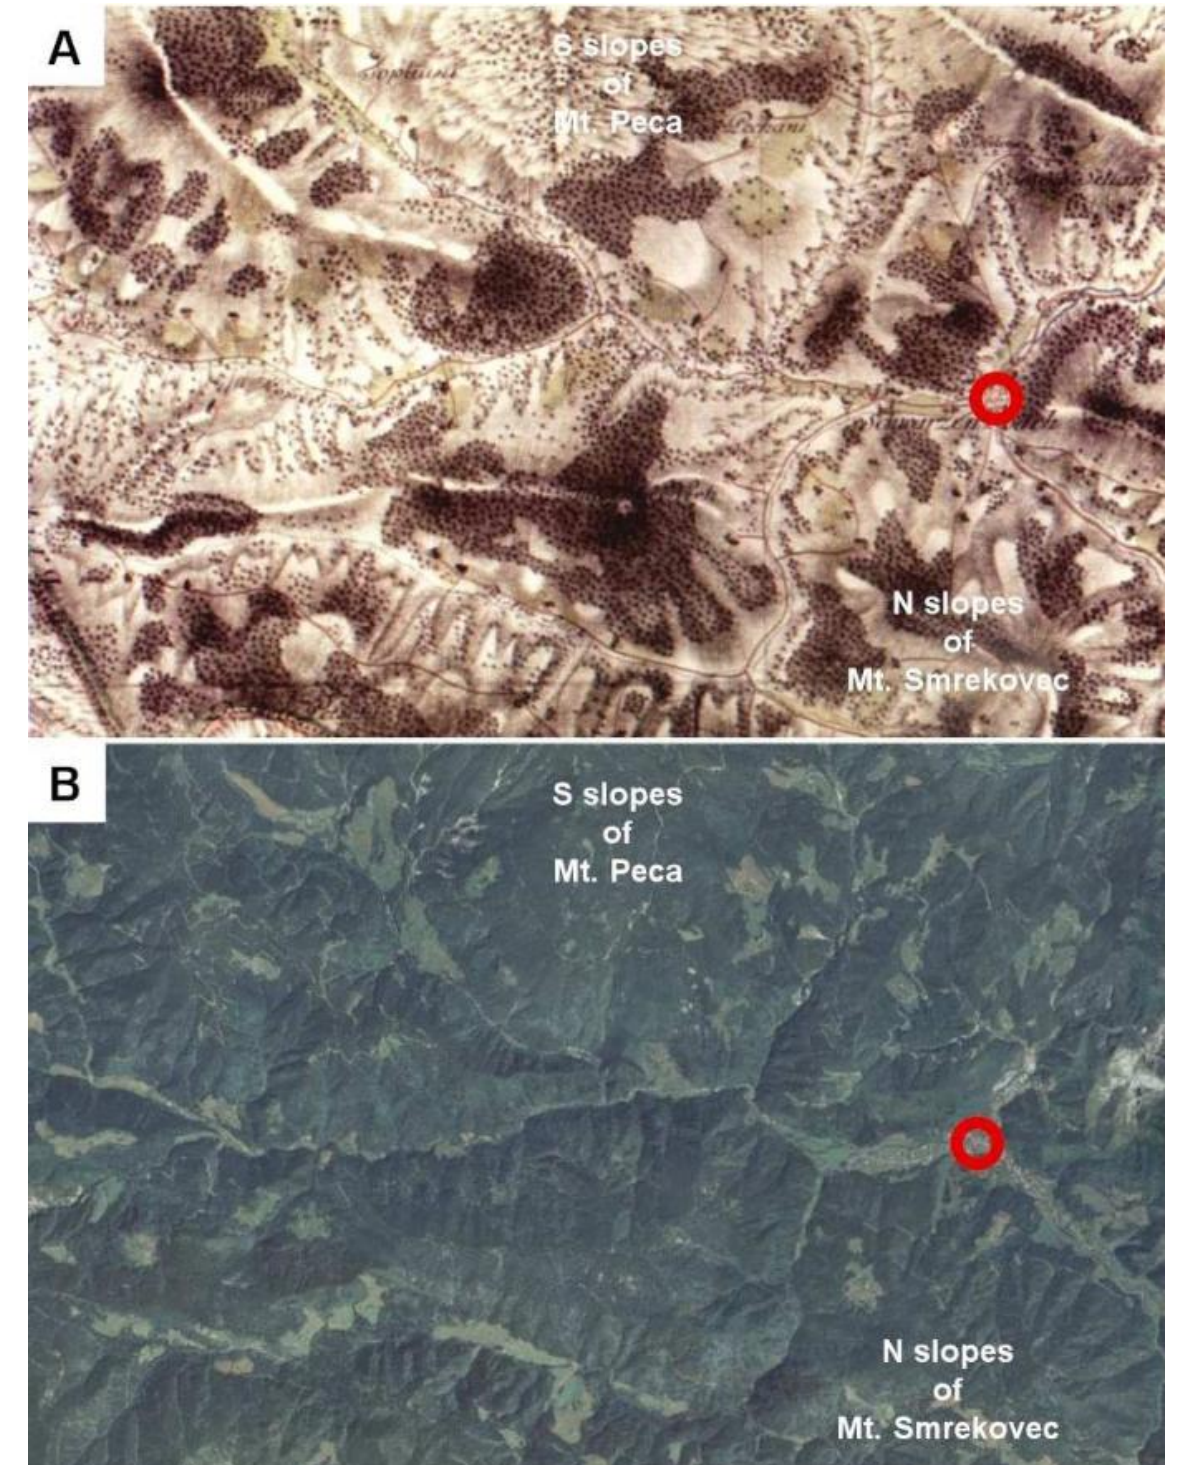 A
S slopes
of
Mt. Peca
N slopes
of
Mt. Smrekovec
B
S slopes
of
Mt. Peca
N slopes
of
Mt. Smrekovec